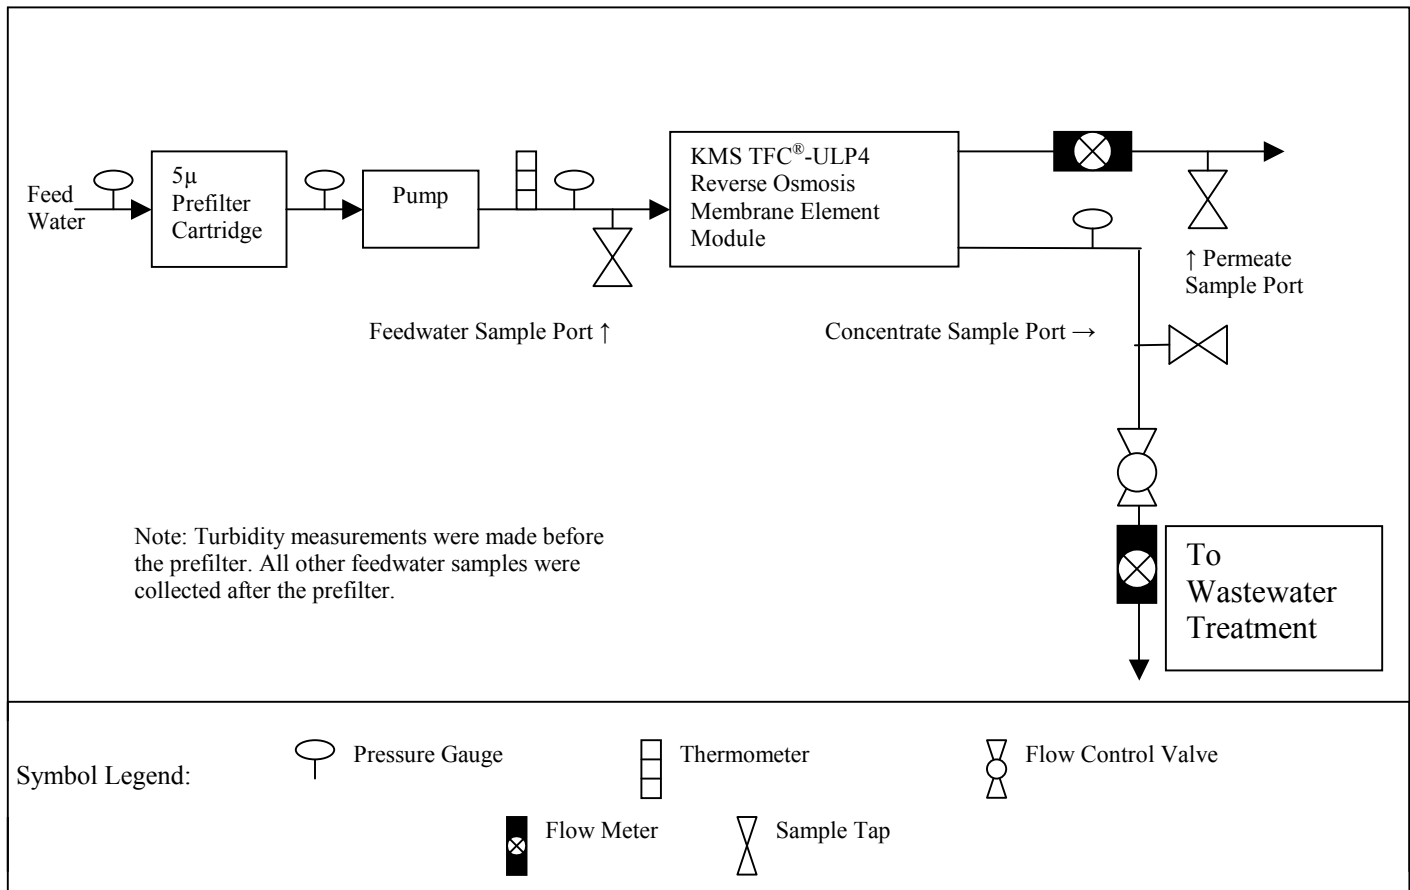 Feed
Water
5µ
Prefilter
Cartridge
Pump
KMS TFC®-ULP4
Reverse Osmosis
Membrane Element
Module
↑ Permeate
Sample Port
Feedwater Sample Port ↑
Concentrate Sample Port →
Note: Turbidity measurements were made before
the prefilter. All other feedwater samples were
collected after the prefilter.
To
Wastewater
Treatment
Symbol Legend:
Pressure Gauge
Thermometer
Flow Control Valve
Flow Meter
Sample Tap